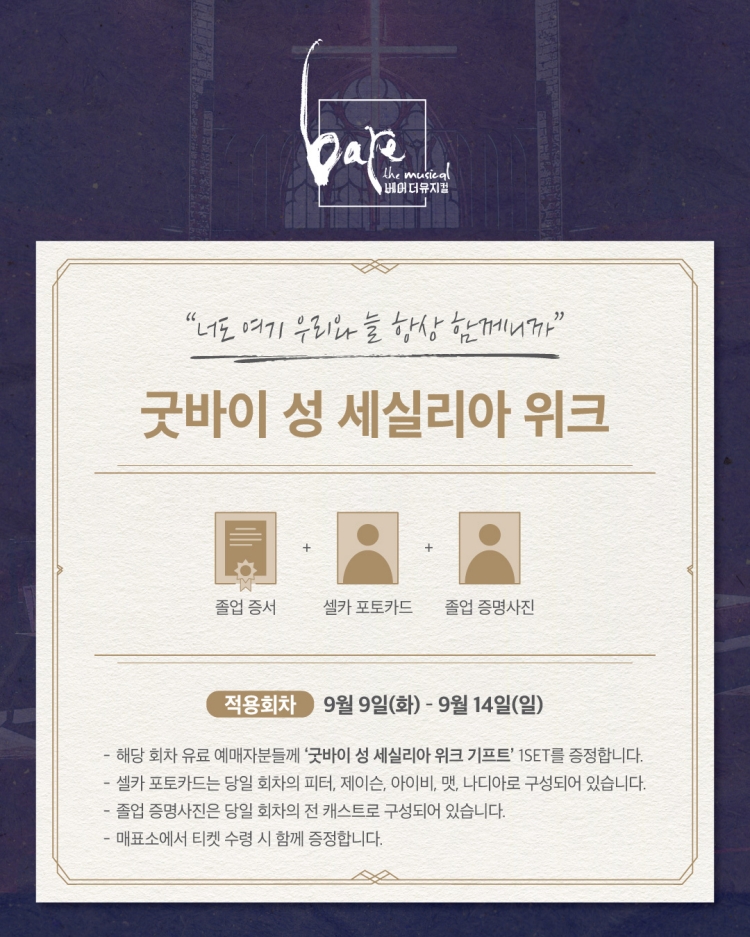 bare
the musical
베어 더 뮤지컬
“너도 여기 우리와 늘 항상 함께니까”
굿바이 성 세실리아 위크
졸업 증서 + 셀카 포토카드 + 졸업 증명사진
적용회차 9월 9일(화) - 9월 14일(일)
- 해당 회차 유료 예매자분들께 ‘굿바이 성 세실리아 위크 기프트’ 1SET를 증정합니다.
- 셀카 포토카드는 당일 회차의 피터, 제이슨, 아이비, 맷, 나디아로 구성되어 있습니다.
- 졸업 증명사진은 당일 회차의 전 캐스트로 구성되어 있습니다.
- 매표소에서 티켓 수령 시 함께 증정합니다.